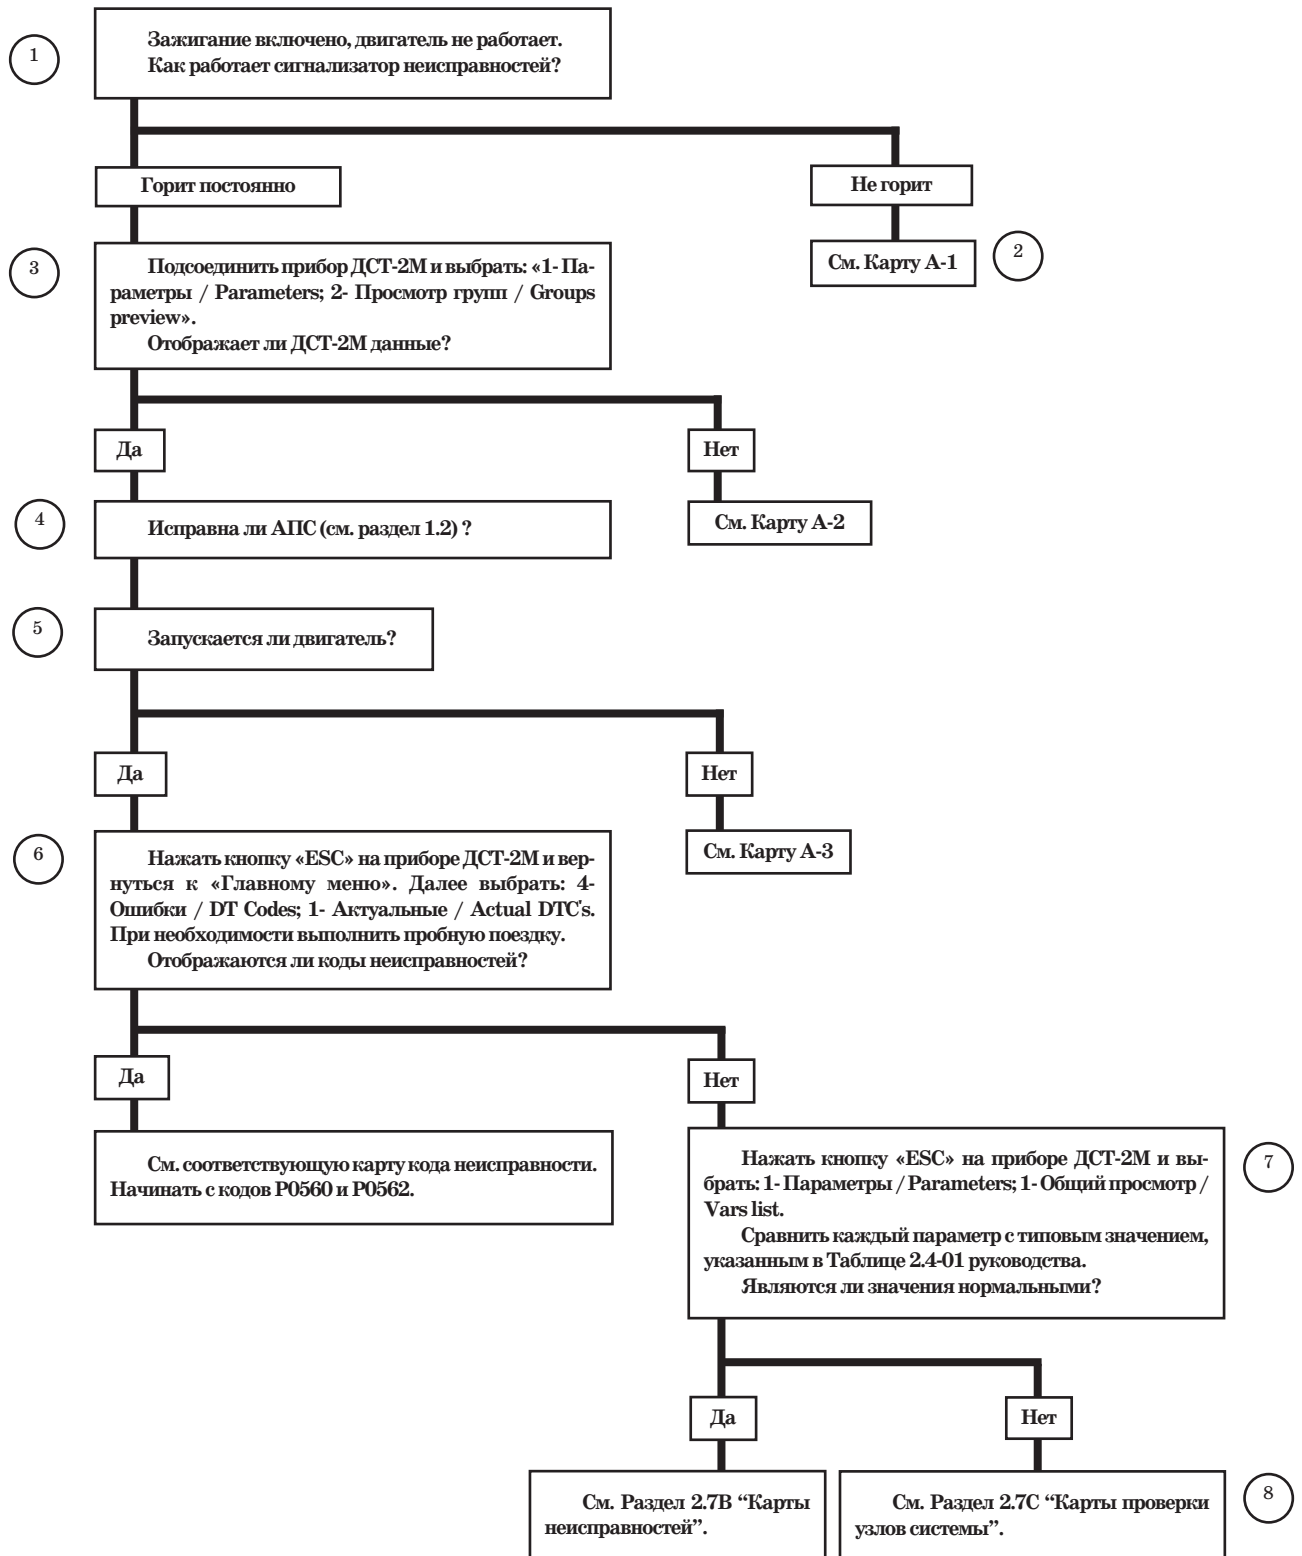 1
Зажигание включено, двигатель не работает.
Как работает сигнализатор неисправностей?
Горит постоянно
Не горит
3
Подсоединить прибор ДСТ-2М и выбрать: «1- Па-
раметры / Parameters; 2- Просмотр групп / Groups
preview».
Отображает ли ДСТ-2М данные?
См. Карту А-1
2
Да
Нет
4
Исправна ли АПС (см. раздел 1.2) ?
См. Карту А-2
5
Запускается ли двигатель?
Да
Нет
6
Нажать кнопку «ESC» на приборе ДСТ-2М и вер-
нуться к «Главному меню». Далее выбрать: 4-
Ошибки / DT Codes; 1- Актуальные / Actual DTC's.
При необходимости выполнить пробную поездку.
Отображаются ли коды неисправностей?
См. Карту А-3
Да
Нет
См. соответствующую карту кода неисправности.
Начинать с кодов Р0560 и Р0562.
Нажать кнопку «ESC» на приборе ДСТ-2М и вы-
брать: 1- Параметры / Parameters; 1- Общий просмотр /
Vars list.
Сравнить каждый параметр с типовым значением,
указанным в Таблице 2.4-01 руководства.
Являются ли значения нормальными?
7
Да
Нет
См. Раздел 2.7В “Карты
неисправностей”.
См. Раздел 2.7С “Карты проверки
узлов системы”.
8